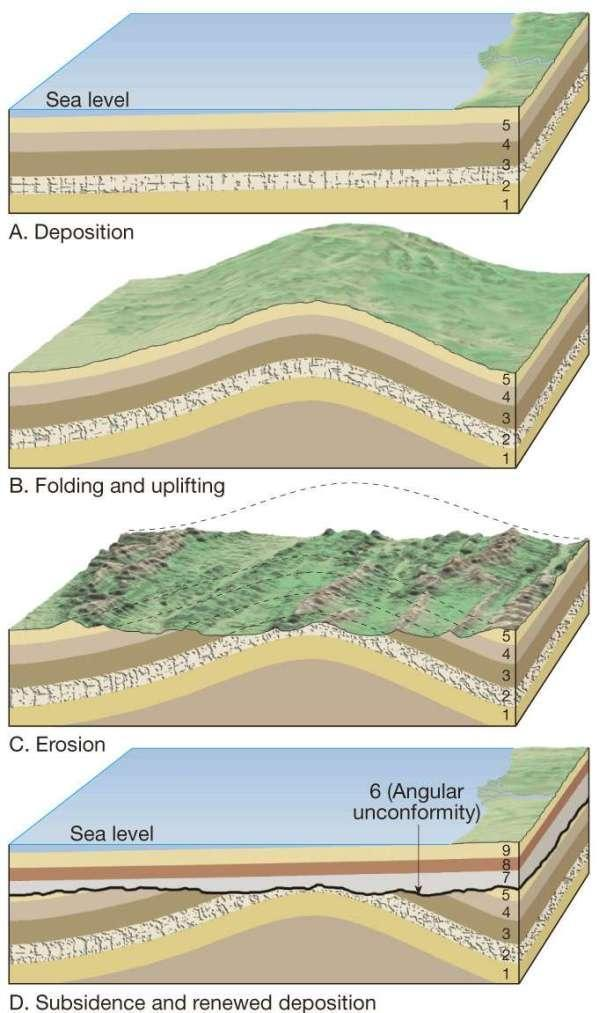 Sea level
5
4
3
2
1
A. Deposition
5
4
3
2
1
B. Folding and uplifting
5
4
3
2
1
C. Erosion
6 (Angular
unconformity)
Sea level
9
8
7
5
4
3
2
1
D. Subsidence and renewed deposition